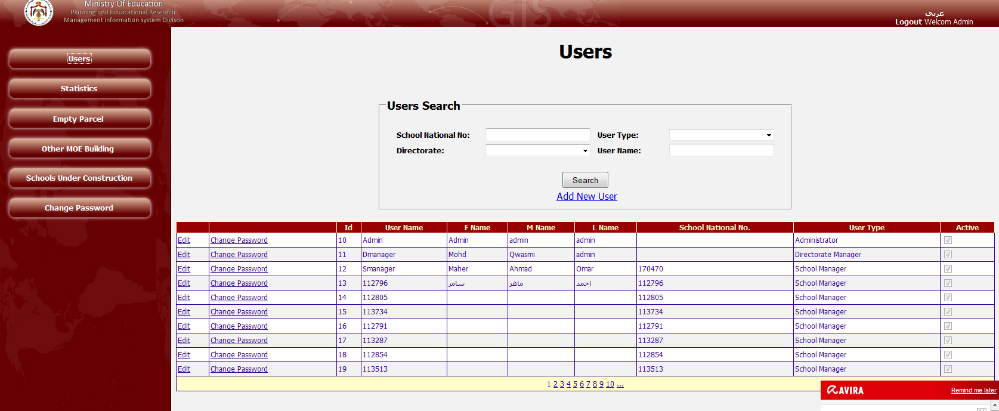 Ministry Of Education
Planning and Eduacational Research
Management information system Divison
GIS
عربي
Logout Welcom Admin
Users
Statistics
Empty Parcel
Other MOE Building
Schools Under Construction
Change Password
Users
Users Search
School National No: User Type:
Directorate: User Name:
Search
Add New User
Id User Name F Name M Name L Name School National No. User Type Active
Edit Change Password 10 Admin Admin admin admin Administrator
Edit Change Password 11 Dmanager Mohd Qwasmi admin Directorate Manager
Edit Change Password 12 Smanager Maher Ahmad Omar 170470 School Manager
Edit Change Password 13 112796 سامر ماهر احمد 112796 School Manager
Edit Change Password 14 112805 112805 School Manager
Edit Change Password 15 113734 113734 School Manager
Edit Change Password 16 112791 112791 School Manager
Edit Change Password 17 113287 113287 School Manager
Edit Change Password 18 112854 112854 School Manager
Edit Change Password 19 113513 113513 School Manager
1 2 3 4 5 6 7 8 9 10 ...
AVIRA Remind me later